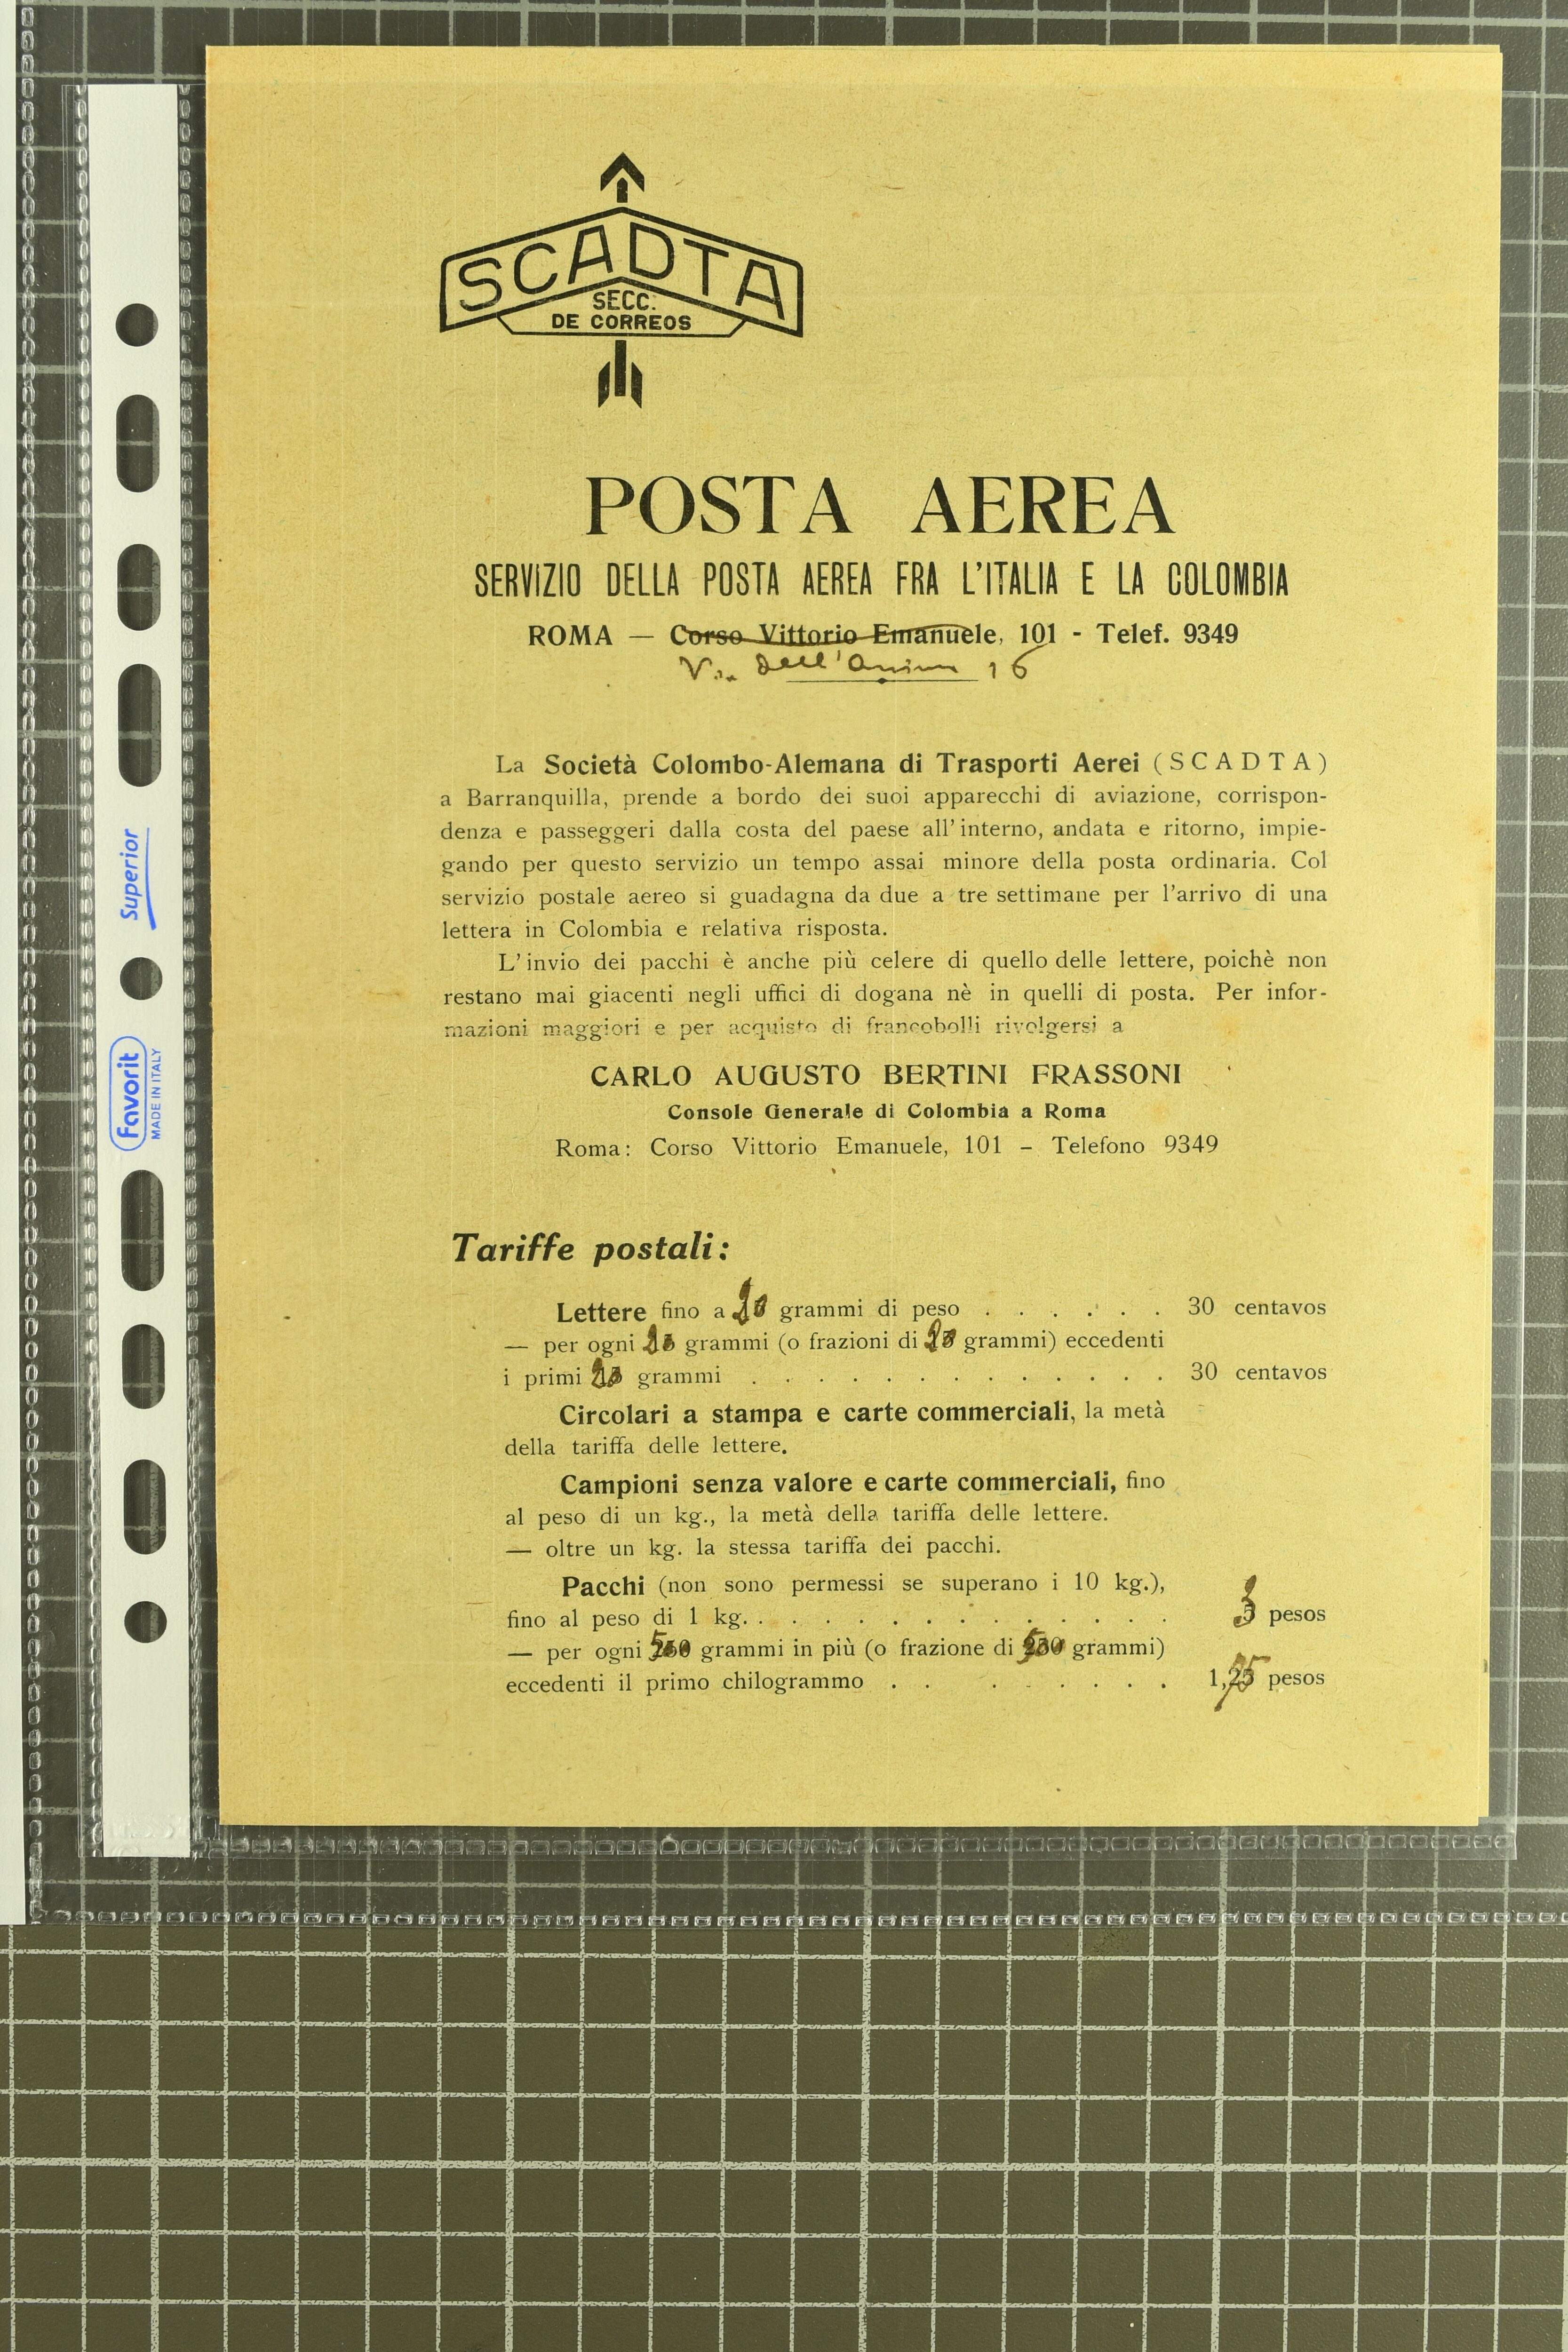 SCADTA
SECC.
DE CORREOS
POSTA AEREA
SERVIZIO DELLA POSTA AEREA FRA L'ITALIA E LA COLOMBIA
ROMA — Corso Vittorio Emanuele, 101 - Telef. 9349
Via dell'Anima 16
La Società Colombo-Alemana di Trasporti Aerei (SCADTA)
a Barranquilla, prende a bordo dei suoi apparecchi di aviazione, corrispon-
denza e passeggeri dalla costa del paese all'interno, andata e ritorno, impie-
gando per questo servizio un tempo assai minore della posta ordinaria. Col
servizio postale aereo si guadagna da due a tre settimane per l'arrivo di una
lettera in Colombia e relativa risposta.
L'invio dei pacchi è anche più celere di quello delle lettere, poichè non
restano mai giacenti negli uffici di dogana nè in quelli di posta. Per infor-
mazioni maggiori e per acquisto di francobolli rivolgersi a
CARLO AUGUSTO BERTINI FRASSONI
Console Generale di Colombia a Roma
Roma: Corso Vittorio Emanuele, 101 - Telefono 9349
Tariffe postali:
Lettere fino a grammi di peso . . . . . . 30 centavos
— per ogni grammi (o frazioni di grammi) eccedenti
i primi grammi . . . . . . . . . . . . . 30 centavos
Circolari a stampa e carte commerciali, la metà
della tariffa delle lettere.
Campioni senza valore e carte commerciali, fino
al peso di un kg., la metà della tariffa delle lettere.
— oltre un kg. la stessa tariffa dei pacchi.
Pacchi (non sono permessi se superano i 10 kg.),
fino al peso di 1 kg. . . . . . . . . . . . . . 3 pesos
— per ogni 500 grammi in più (o frazione di 500 grammi)
eccedenti il primo chilogrammo . . . . . . . . 1,75 pesos
Superior
Favorit
MADE IN ITALY